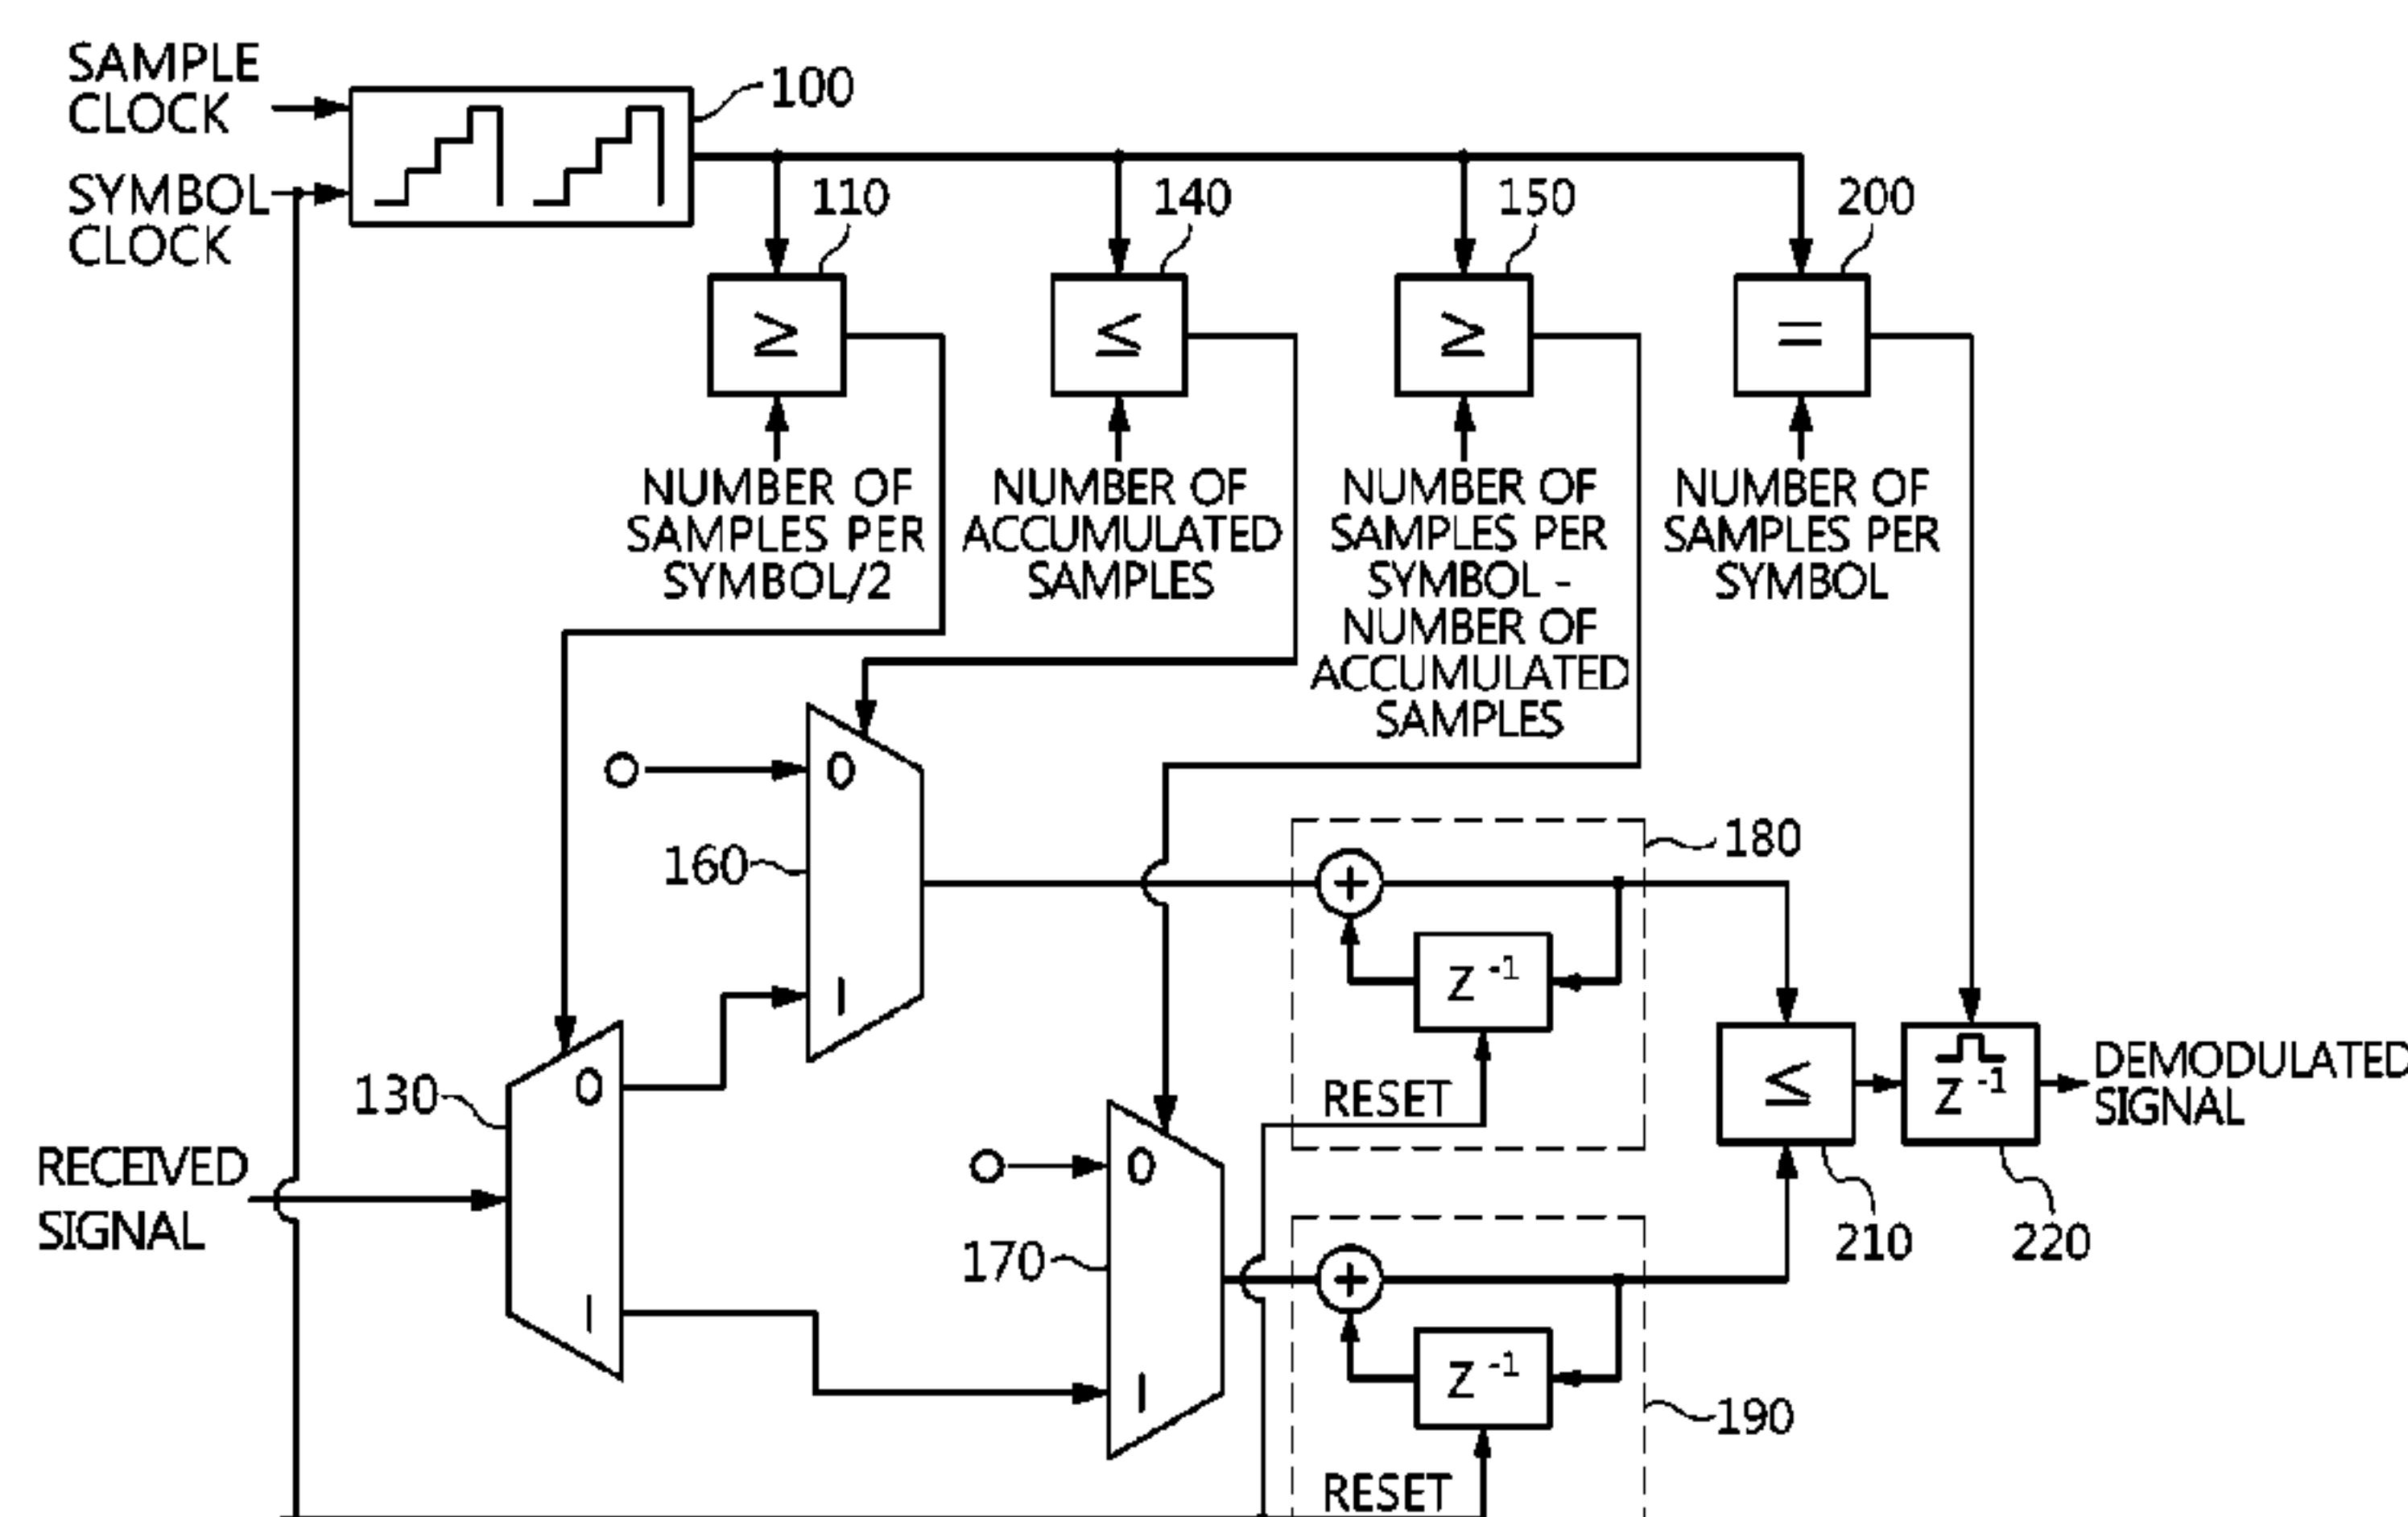 SAMPLE
CLOCK
100
SYMBOL
CLOCK
110
140
150
200
≥
≤
≥
=
NUMBER OF
SAMPLES PER
SYMBOL/2
NUMBER OF
ACCUMULATED
SAMPLES
NUMBER OF
SAMPLES PER
SYMBOL -
NUMBER OF
ACCUMULATED
SAMPLES
NUMBER OF
SAMPLES PER
SYMBOL
0
160
1
180
+
Z⁻¹
RESET
130
0
1
RECEIVED
SIGNAL
170
0
1
≤
Z⁻¹
DEMODULATED
SIGNAL
210
220
+
Z⁻¹
190
RESET